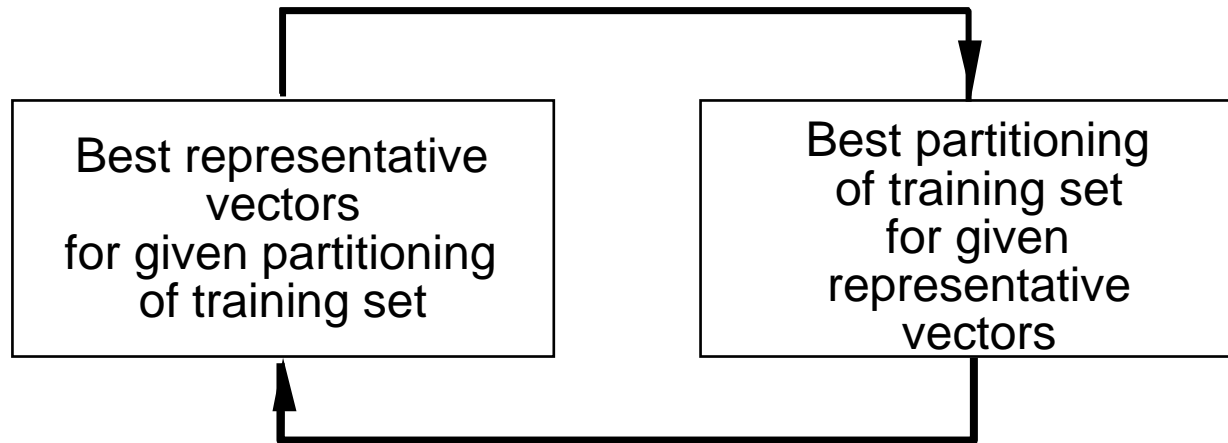 Best representative
vectors
for given partitioning
of training set
Best partitioning
of training set
for given
representative
vectors